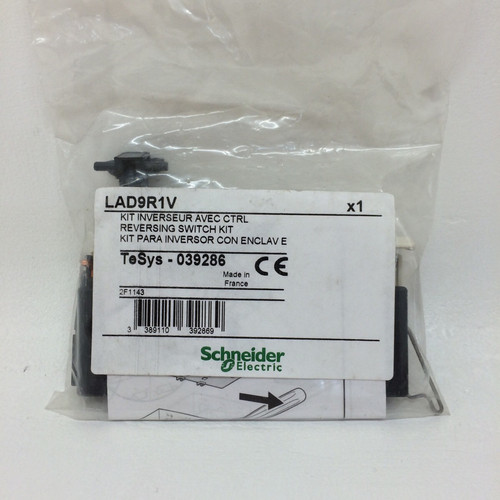 LAD9R1V x1
KIT INVERSEUR AVEC CTRL
REVERSING SWITCH KIT
KIT PARA INVERSOR CON ENCLAV E
TeSys - 039286
Made in
France
CE
2F1143
3 389110 392869
Schneider
Electric